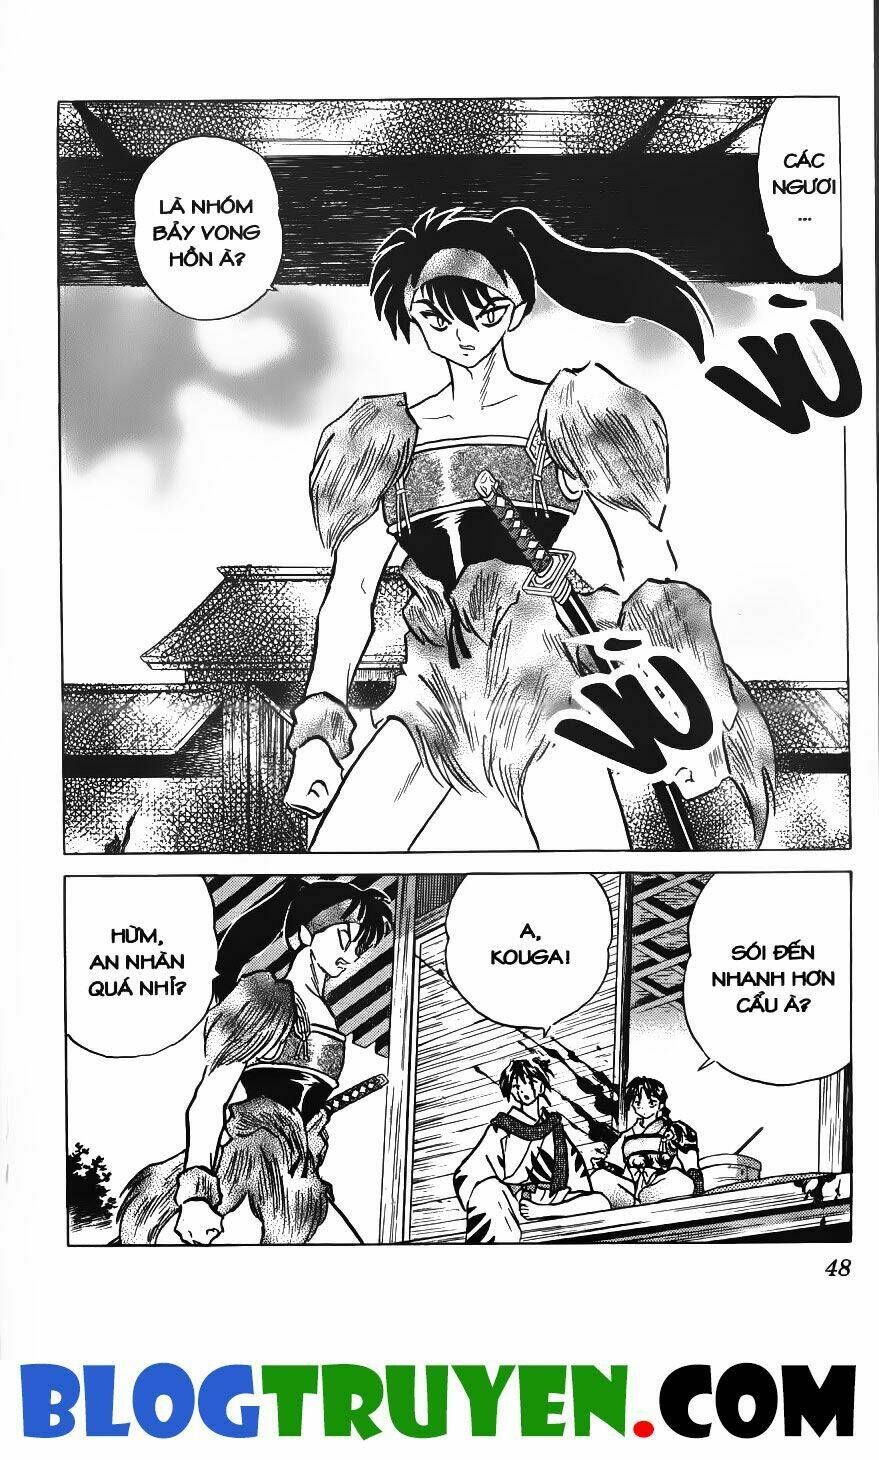 CÁC
NGƯƠI
...
LÀ NHÓM
BẢY VONG
HỒN À?
VÙ
VÙ
SÓI ĐẾN
NHANH HƠN
CẨU À?
A,
KOUGA!
HỪM,
AN NHÀN
QUÁ NHỈ?
48
BLOGTRUYEN.COM